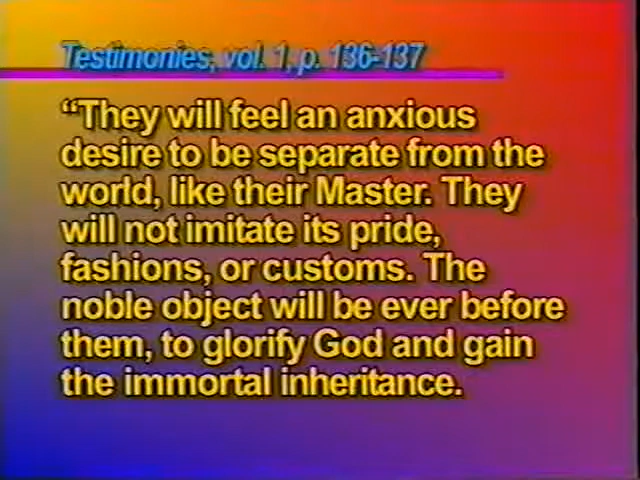 Testimonies, vol. 1, p. 136-137
“They will feel an anxious
desire to be separate from the
world, like their Master. They
will not imitate its pride,
fashions, or customs. The
noble object will be ever before
them, to glorify God and gain
the immortal inheritance.